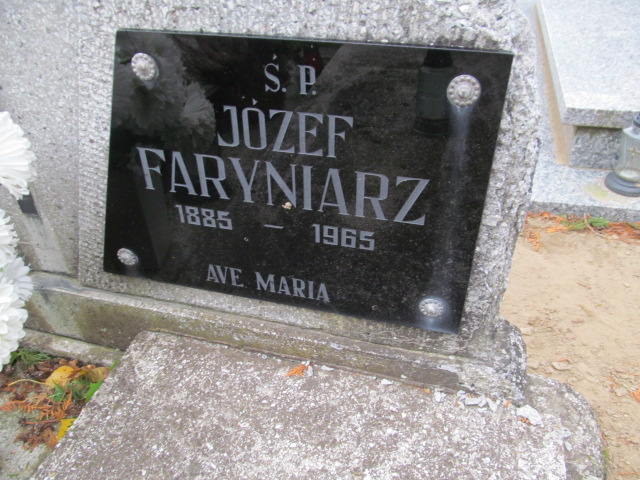 Ś. P.
JÓZEF
FARYNIARZ
1885 – 1965
AVE MARIA